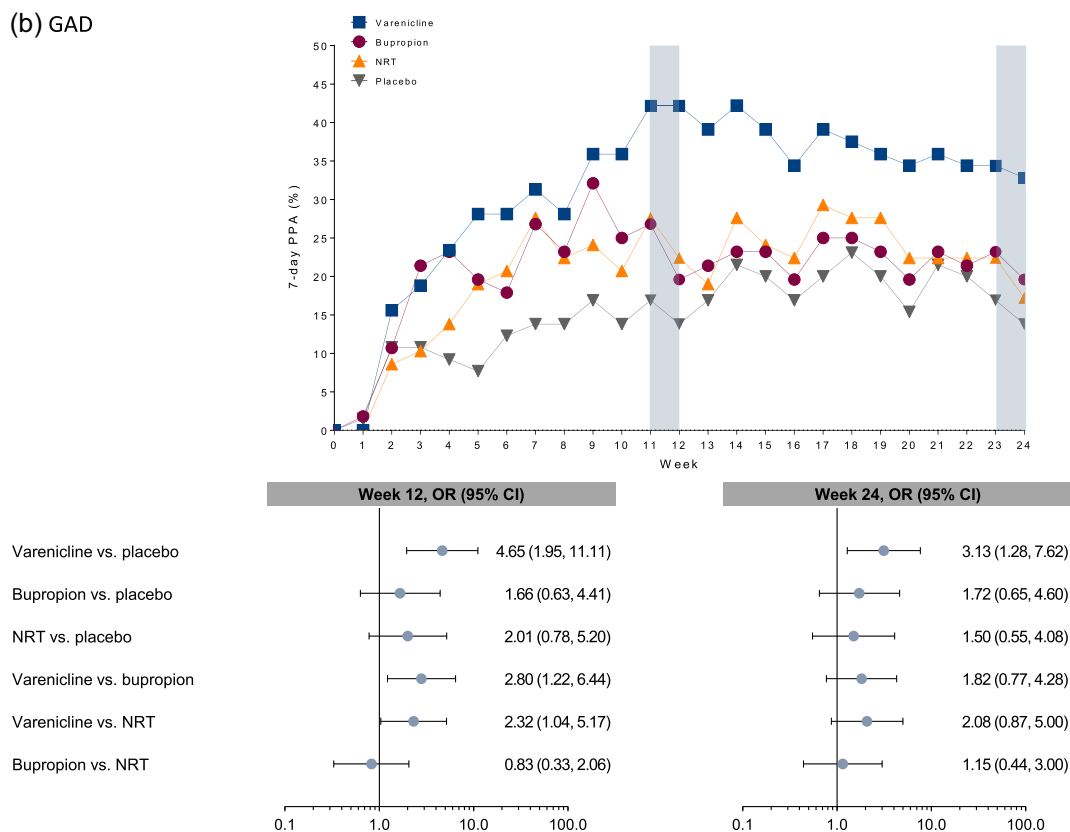 (b) GAD
Varenicline
Bupropion
NRT
Placebo
50
45
40
35
30
25
20
15
10
5
0
7-day PPA (%)
0 1 2 3 4 5 6 7 8 9 10 11 12 13 14 15 16 17 18 19 20 21 22 23 24
Week
Week 12, OR (95% CI) Week 24, OR (95% CI)
Varenicline vs. placebo 4.65 (1.95, 11.11) 3.13 (1.28, 7.62)
Bupropion vs. placebo 1.66 (0.63, 4.41) 1.72 (0.65, 4.60)
NRT vs. placebo 2.01 (0.78, 5.20) 1.50 (0.55, 4.08)
Varenicline vs. bupropion 2.80 (1.22, 6.44) 1.82 (0.77, 4.28)
Varenicline vs. NRT 2.32 (1.04, 5.17) 2.08 (0.87, 5.00)
Bupropion vs. NRT 0.83 (0.33, 2.06) 1.15 (0.44, 3.00)
0.1 1.0 10.0 100.0 0.1 1.0 10.0 100.0